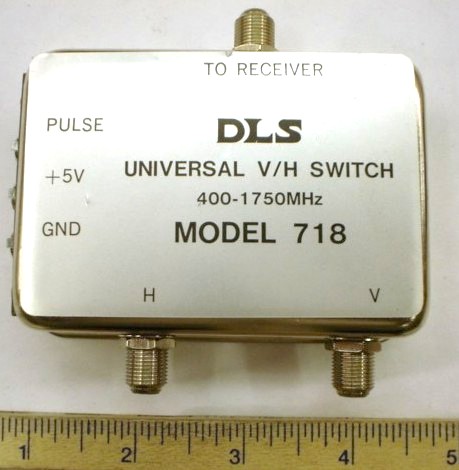 TO RECEIVER
PULSE
DLS
+5V
UNIVERSAL V/H SWITCH
400-1750MHz
GND
MODEL 718
H V
1 2 3 4 5